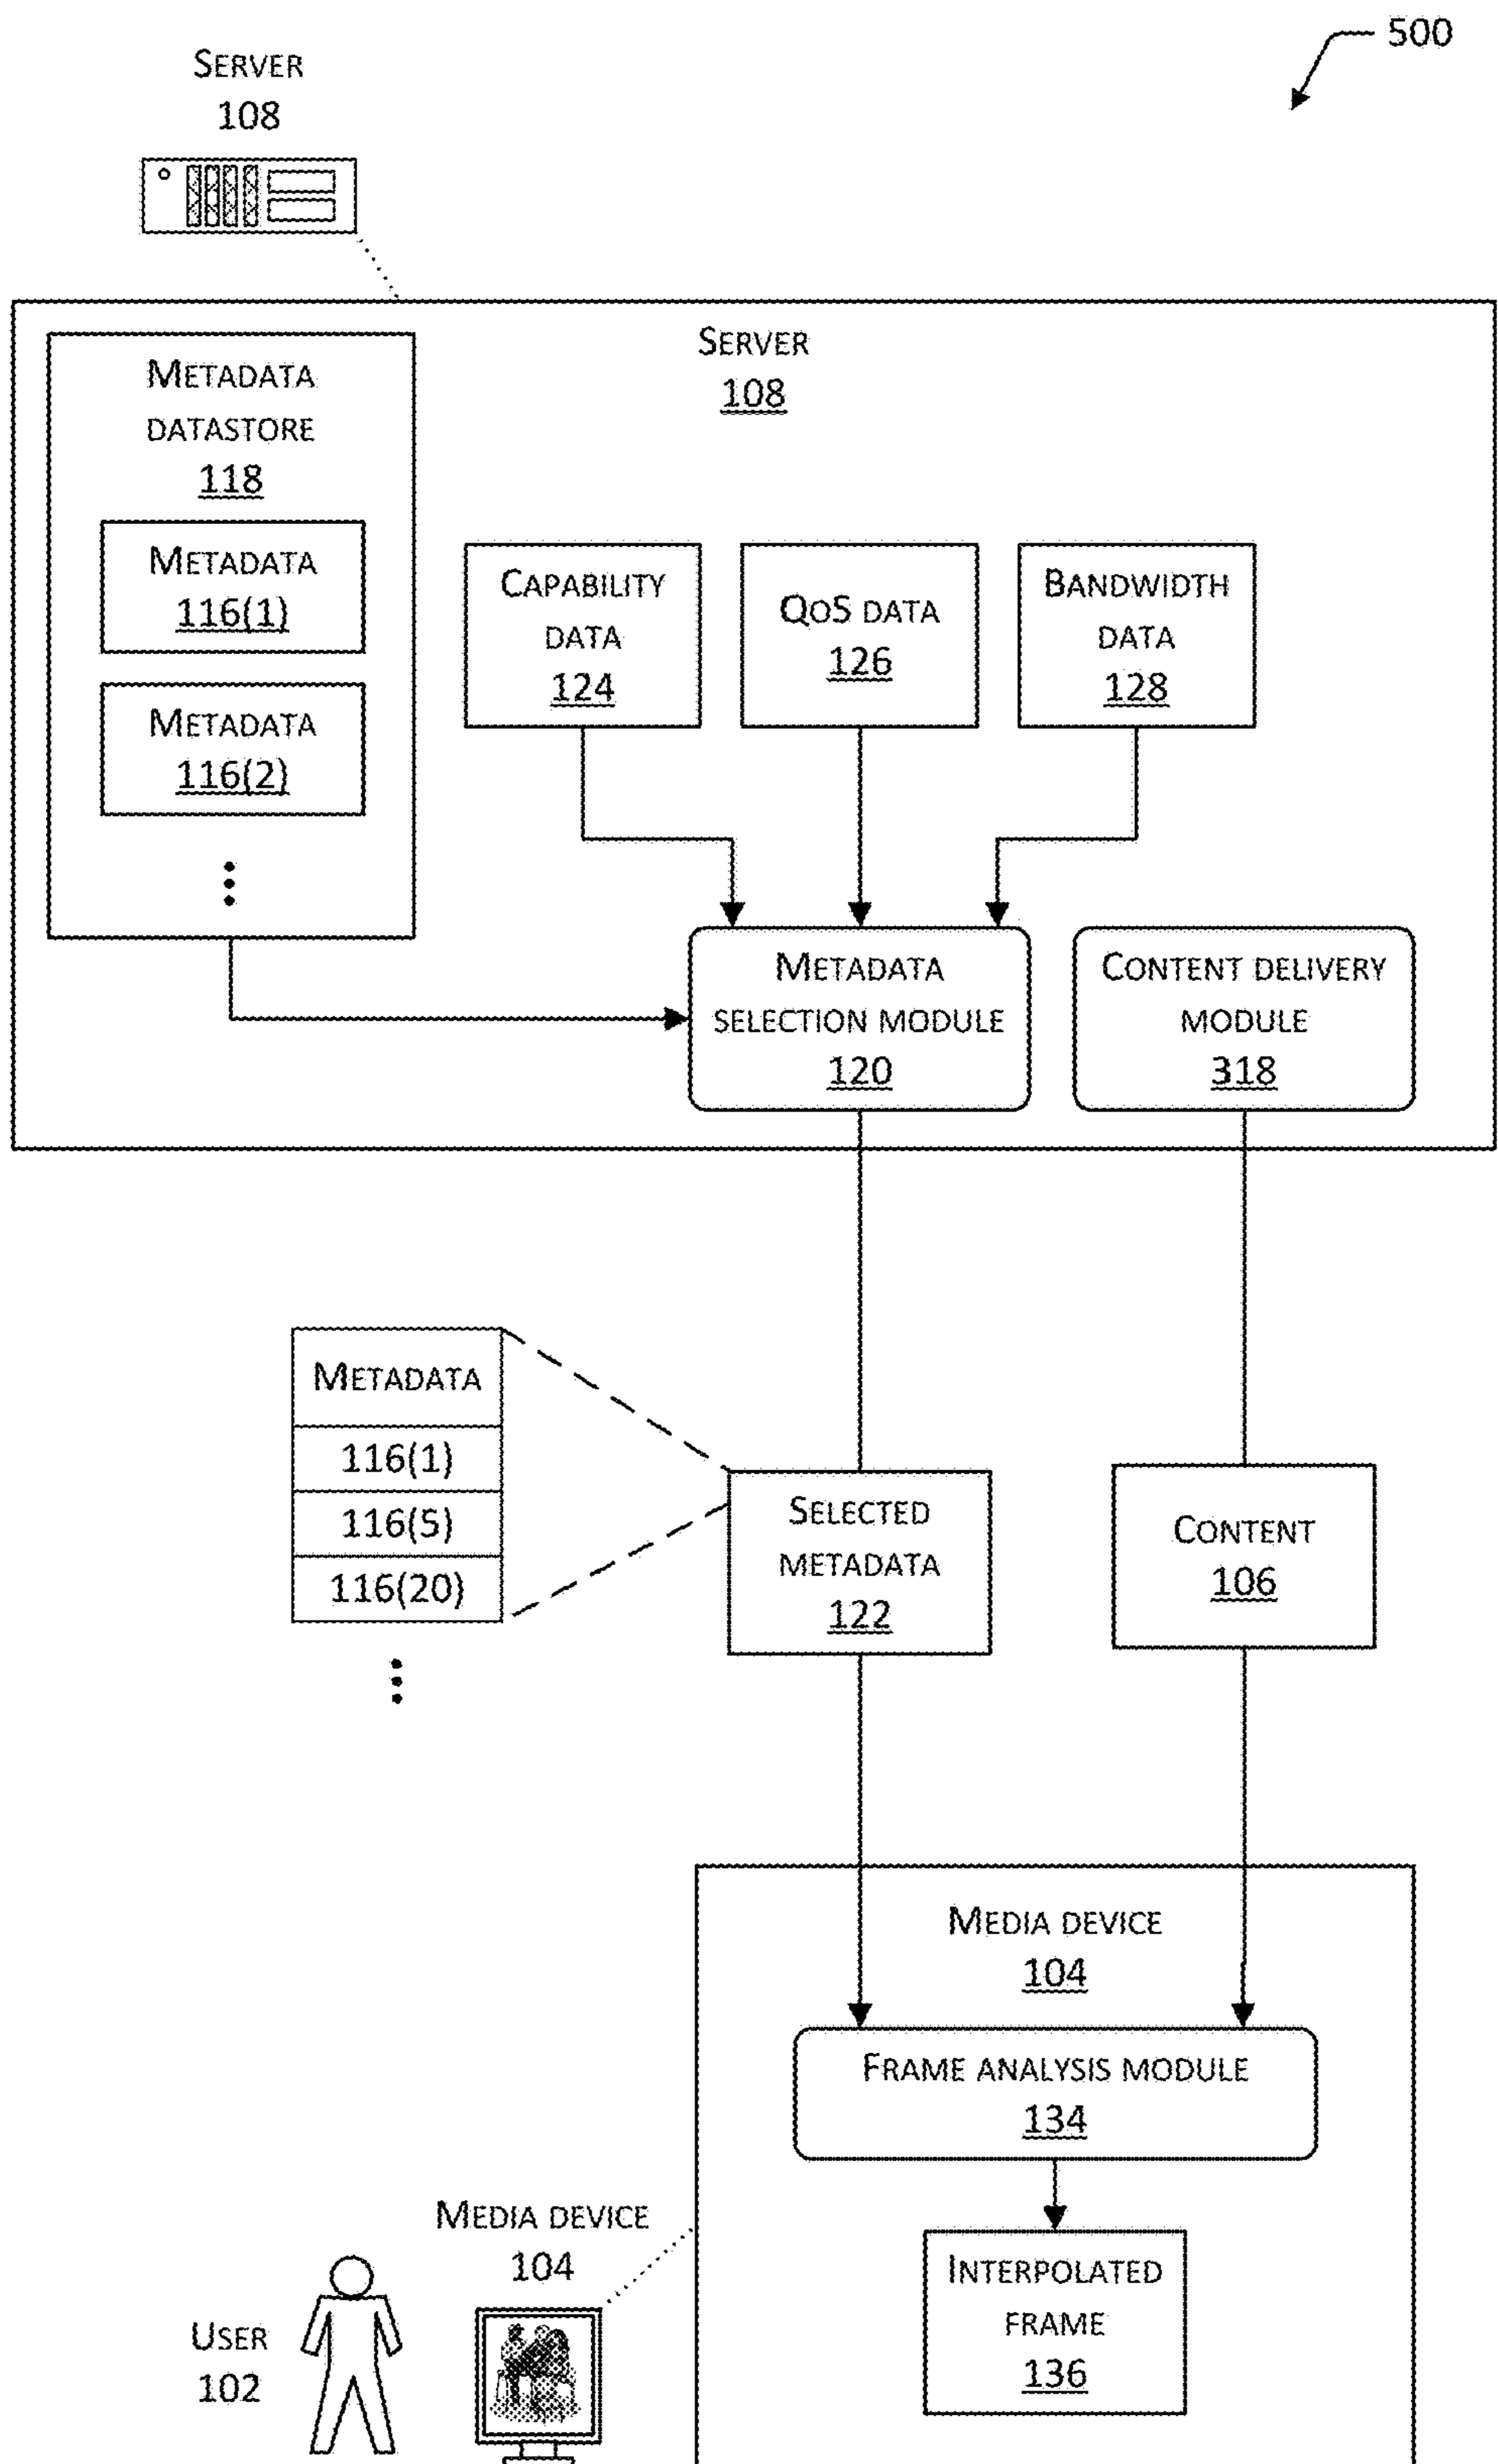 500
SERVER
108
SERVER
108
METADATA
DATASTORE
118
METADATA
116(1)
METADATA
116(2)
CAPABILITY
DATA
124
QOS DATA
126
BANDWIDTH
DATA
128
METADATA
SELECTION MODULE
120
CONTENT DELIVERY
MODULE
318
METADATA
116(1)
116(5)
116(20)
SELECTED
METADATA
122
CONTENT
106
MEDIA DEVICE
104
FRAME ANALYSIS MODULE
134
INTERPOLATED
FRAME
136
MEDIA DEVICE
104
USER
102